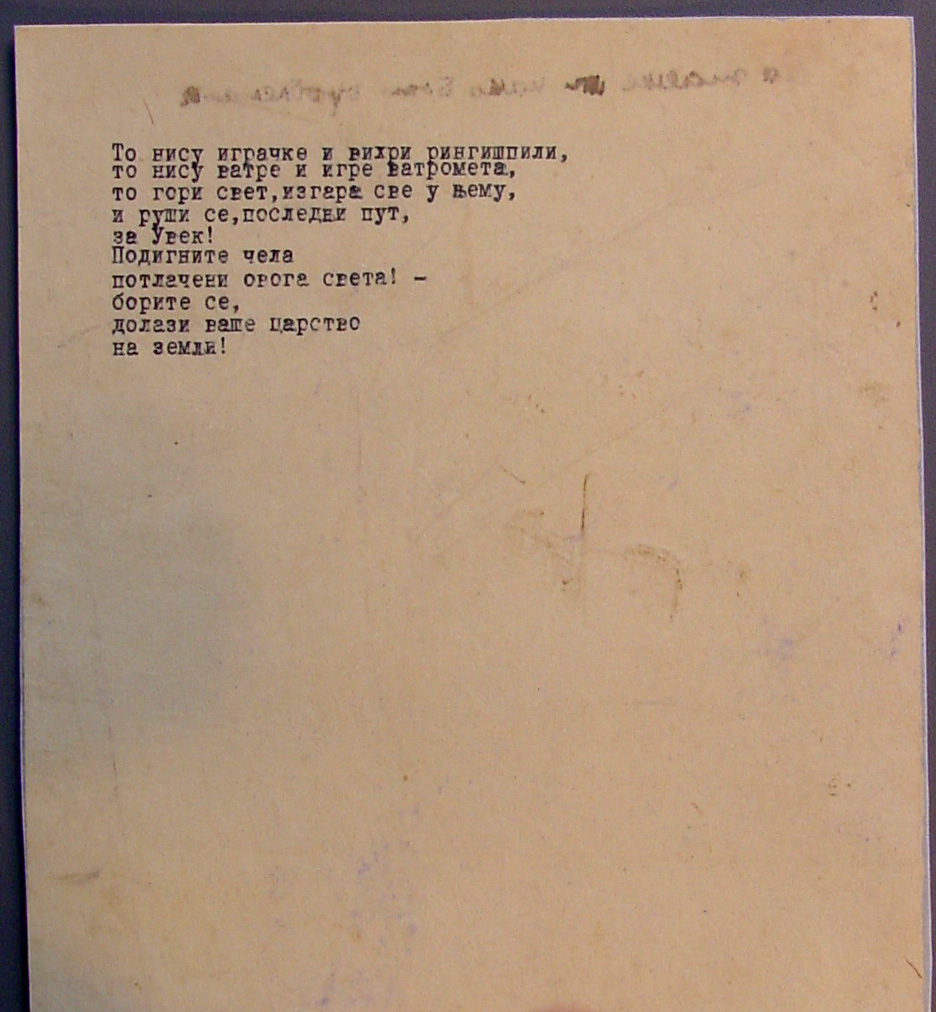 То нису играчке и вихри рингишпили,
то нису ватре и игре ватромета,
то гори свет,изгара све у њему,
и руши се,последњи пут,
за Увек!
Подигните чела
потлачени овога света! -
борите се,
долази ваше царство
на земљи!